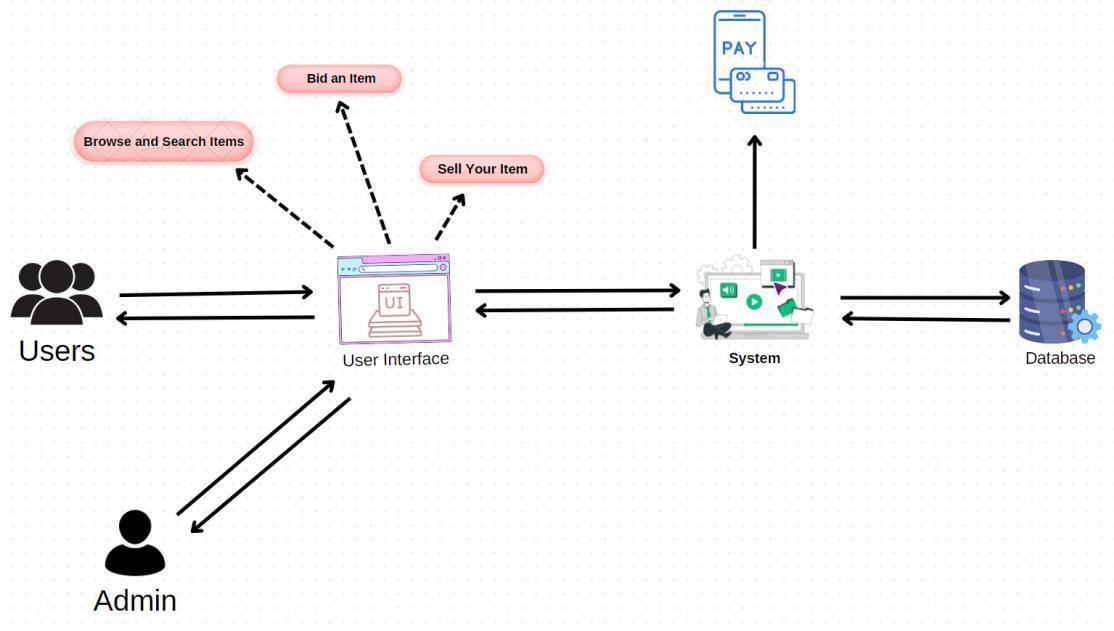 PAY
Bid an Item
Browse and Search Items
Sell Your Item
UI
Users
User Interface
System
Database
Admin